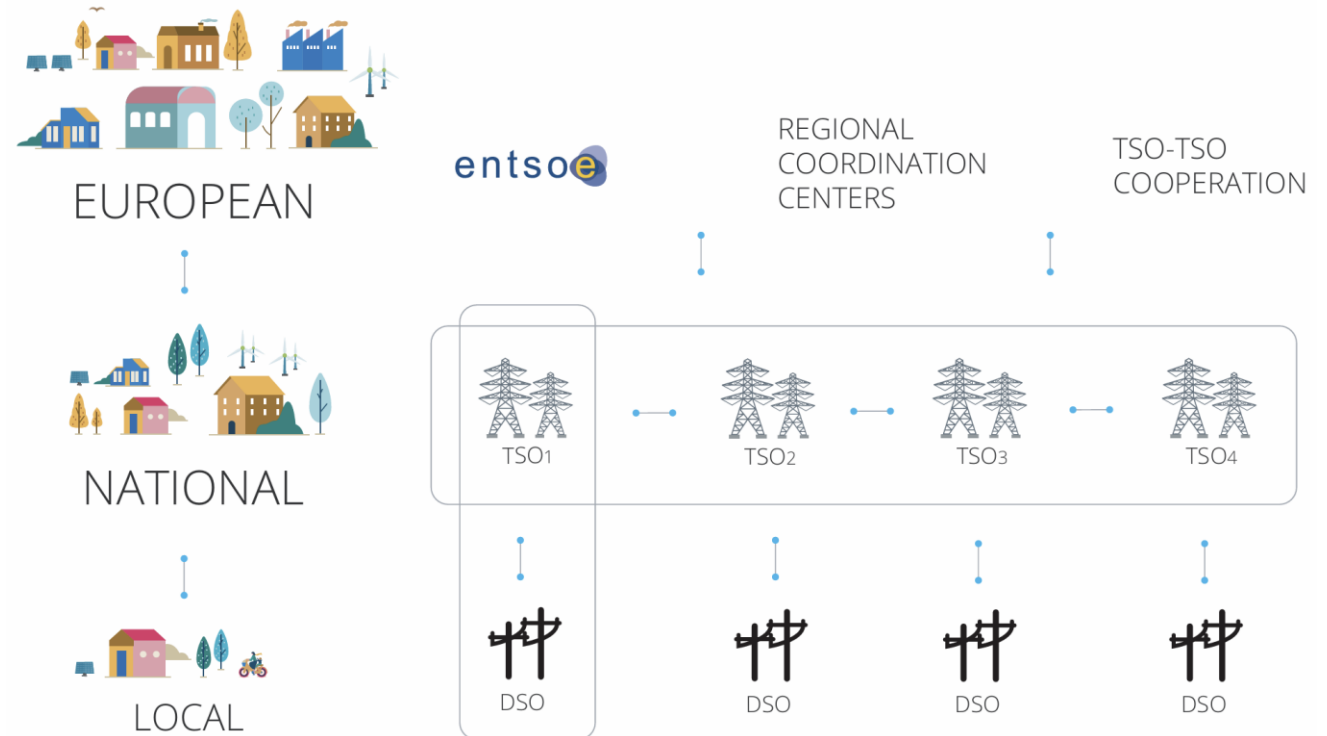 EUROPEAN
entsoe
REGIONAL
COORDINATION
CENTERS
TSO-TSO
COOPERATION
NATIONAL
TSO1
TSO2
TSO3
TSO4
LOCAL
DSO
DSO
DSO
DSO